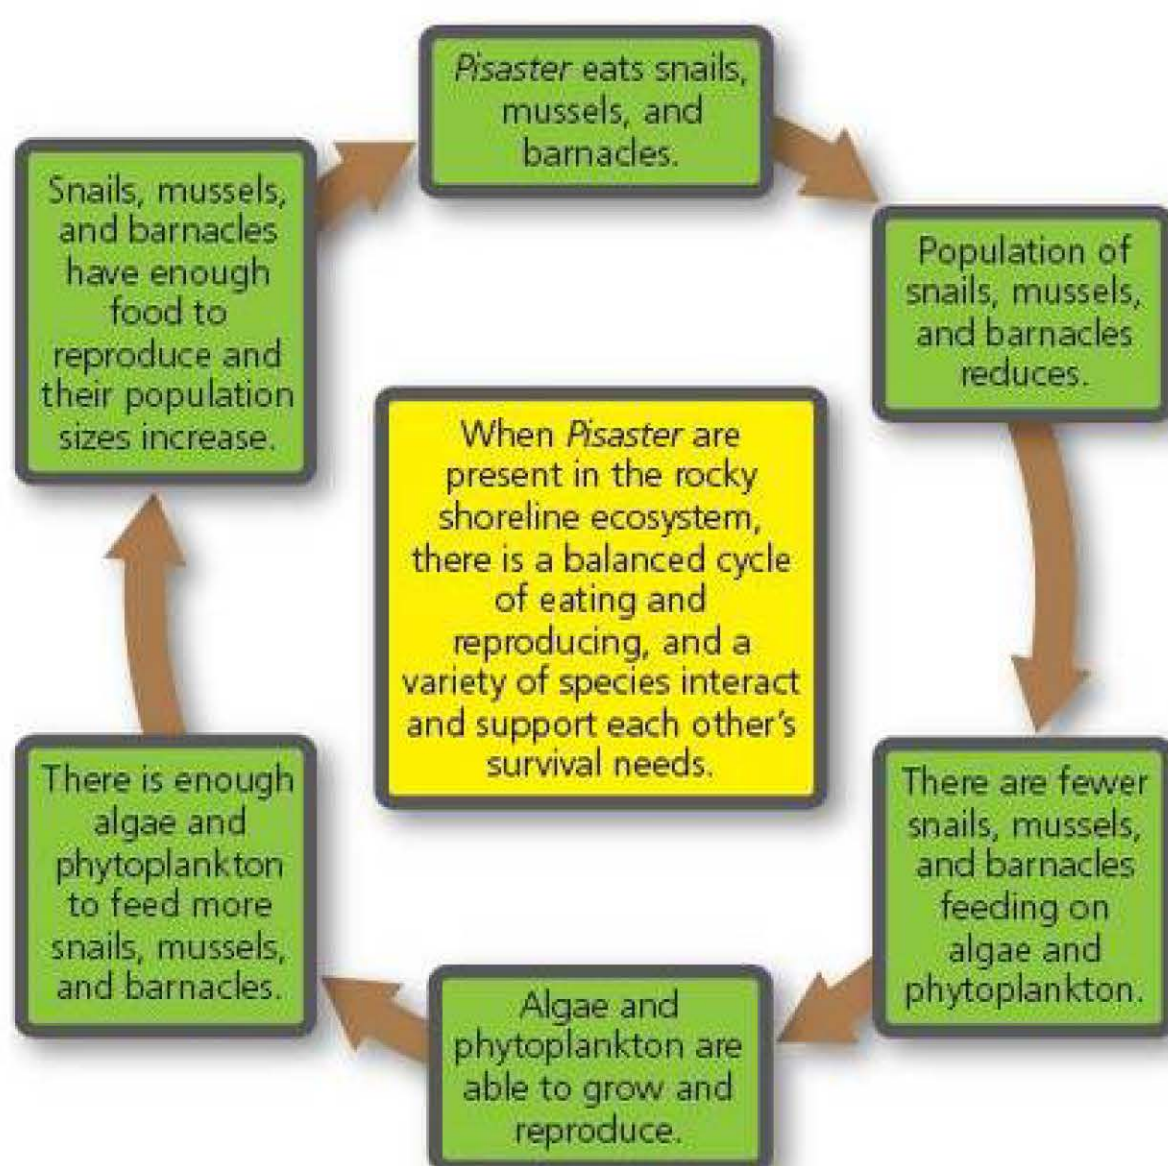 Pisaster eats snails,
mussels, and
barnacles.
Population of
snails, mussels,
and barnacles
reduces.
There are fewer
snails, mussels,
and barnacles
feeding on
algae and
phytoplankton.
Algae and
phytoplankton are
able to grow and
reproduce.
There is enough
algae and
phytoplankton
to feed more
snails, mussels,
and barnacles.
Snails, mussels,
and barnacles
have enough
food to
reproduce and
their population
sizes increase.
When Pisaster are
present in the rocky
shoreline ecosystem,
there is a balanced cycle
of eating and
reproducing, and a
variety of species interact
and support each other's
survival needs.